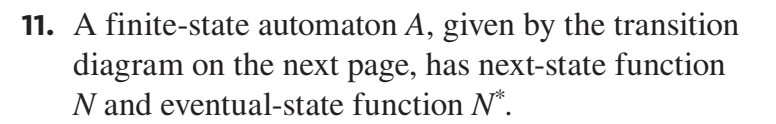 11. A finite-state automaton A, given by the transition
diagram on the next page, has next-state function
N and eventual-state function N*.